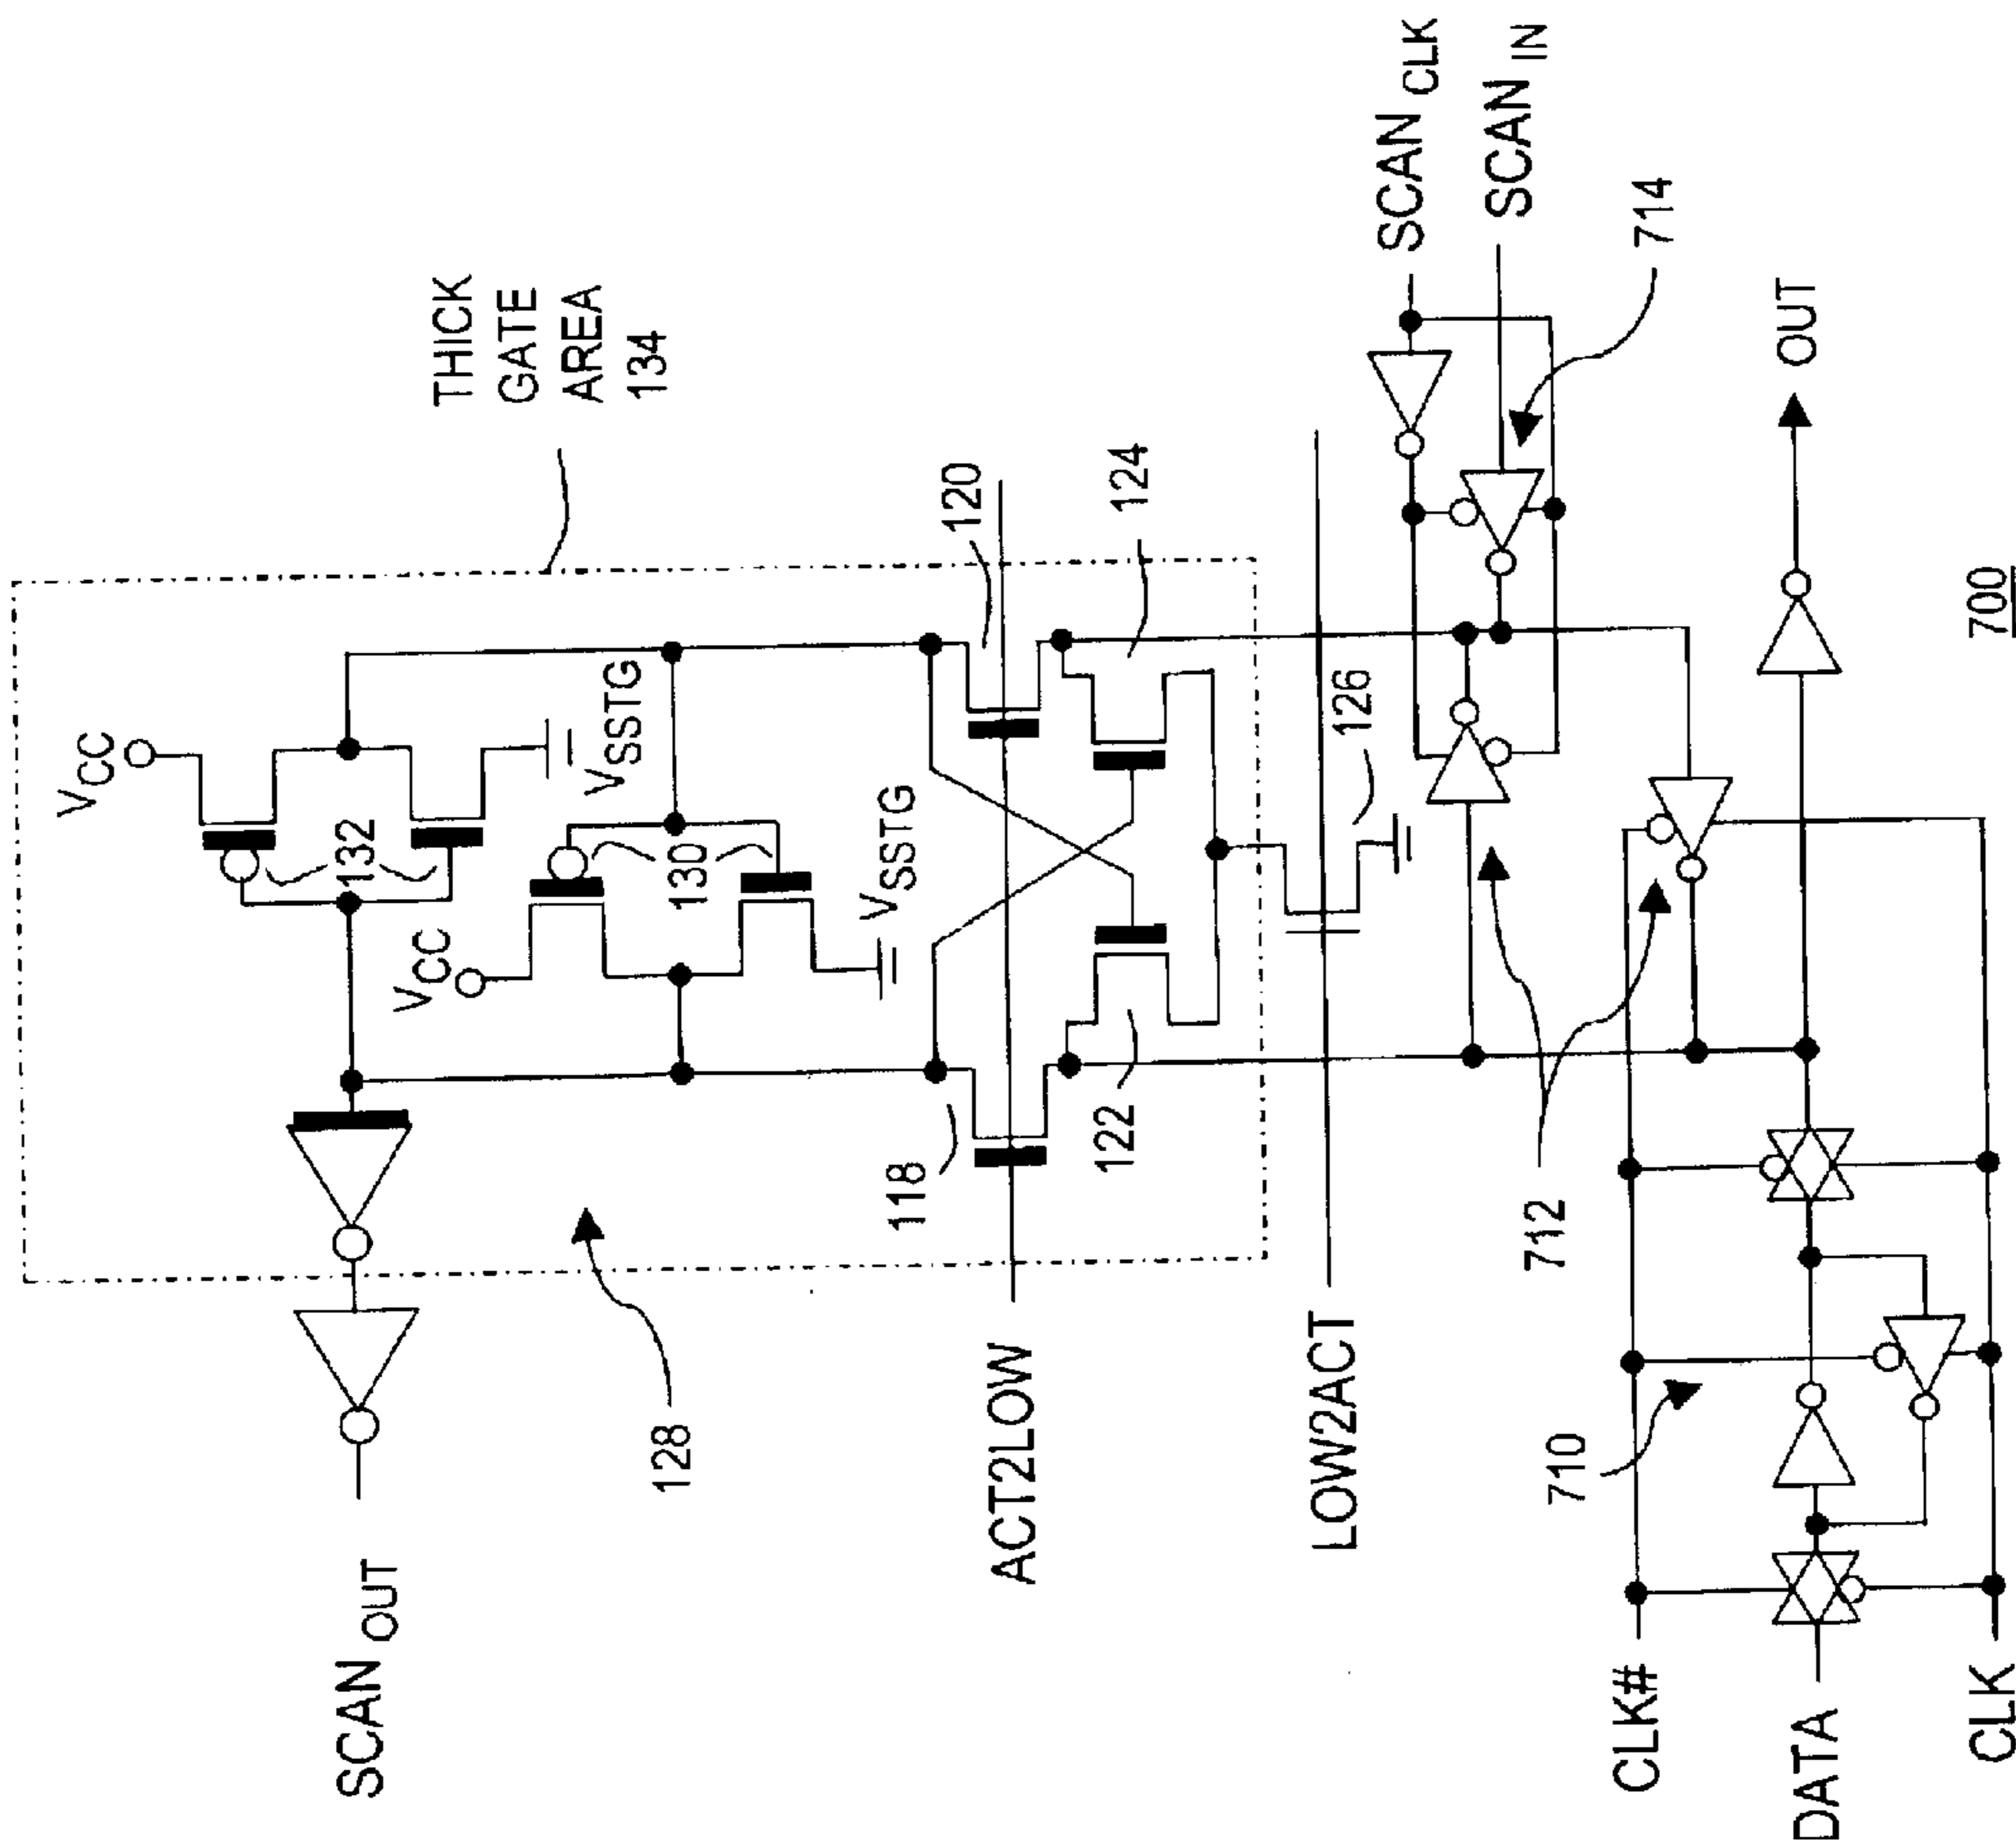 SCAN OUT
128
THICK
GATE
AREA
134
VCC
132
VSSTG
VCC
130
VSSTG
118
120
ACT2LOW
122
124
LOW2ACT
126
SCAN CLK
SCAN IN
714
712
CLK#
710
DATA
OUT
CLK
700